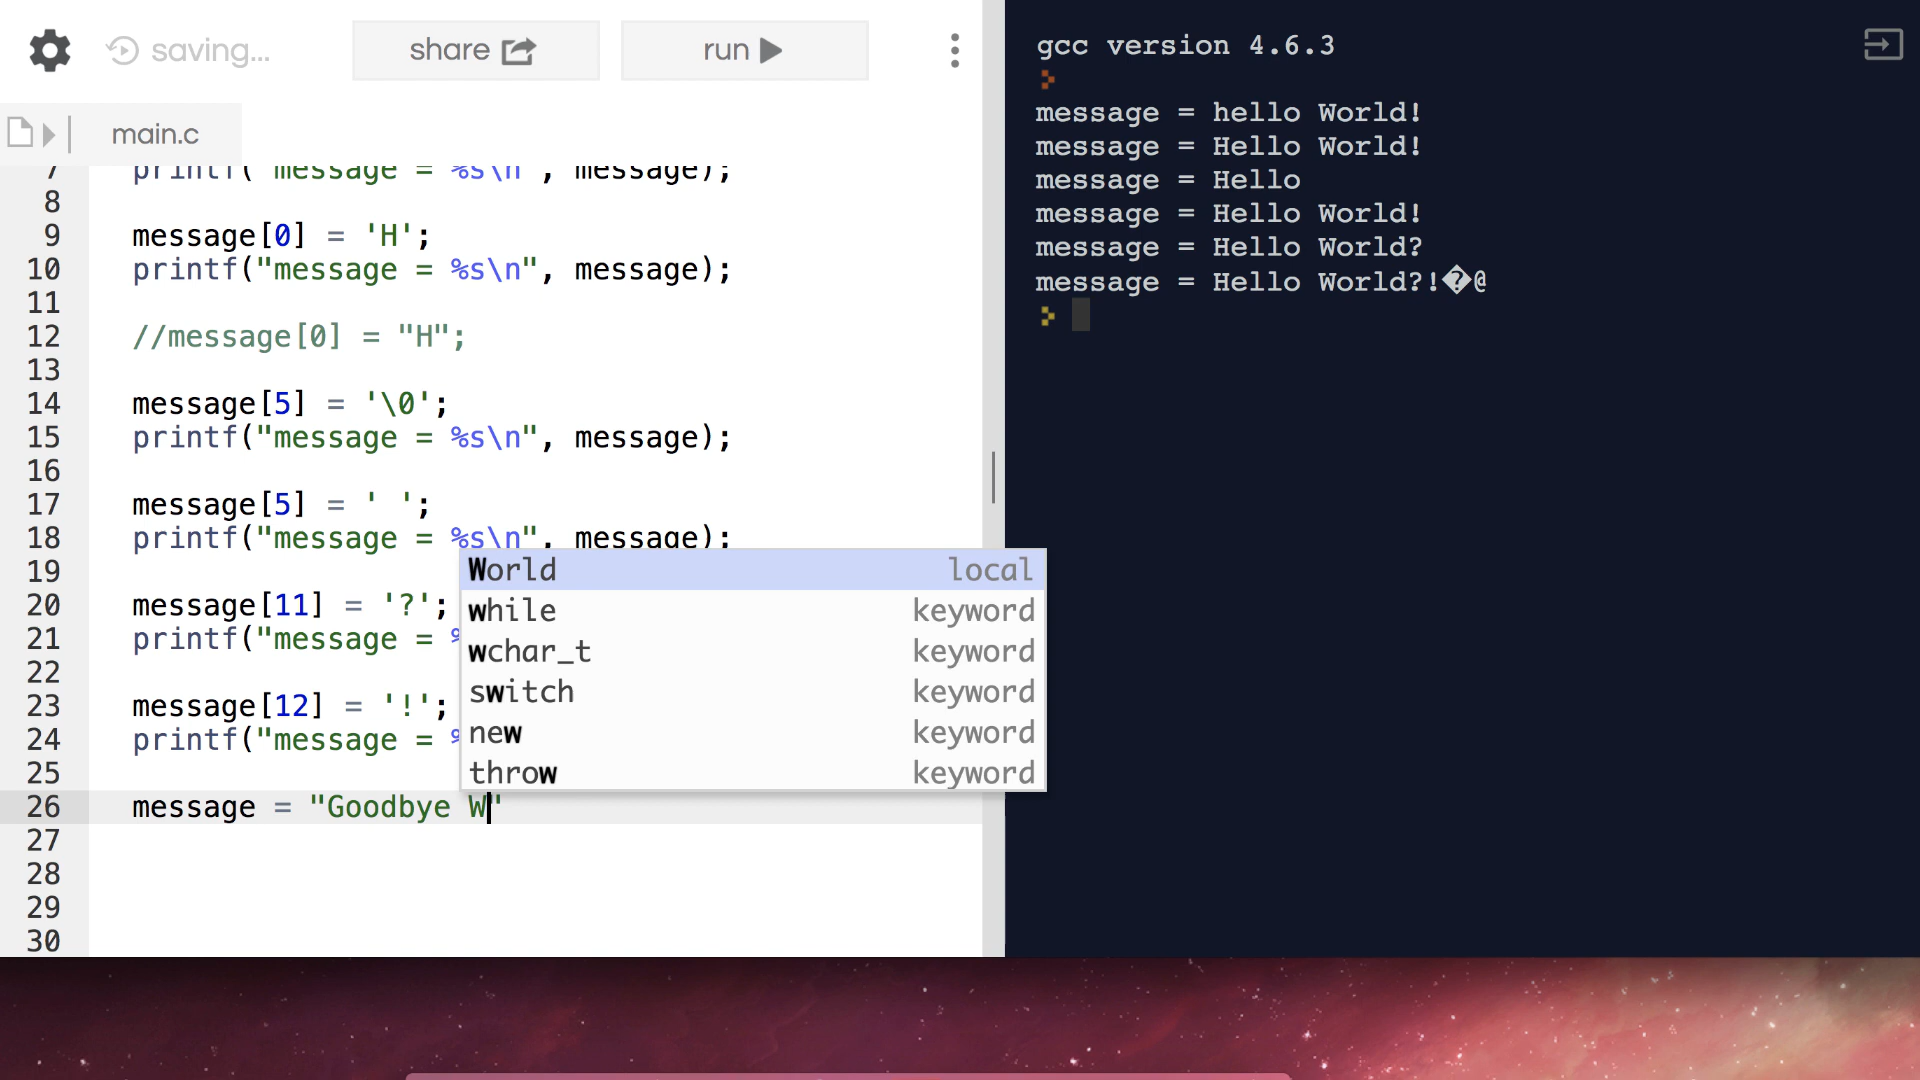 saving...
share
run
main.c
7 printf("message = %s\n", message);
8
9 message[0] = 'H';
10 printf("message = %s\n", message);
11
12 //message[0] = "H";
13
14 message[5] = '\0';
15 printf("message = %s\n", message);
16
17 message[5] = ' ';
18 printf("message = %s\n", message);
19
20 message[11] = '?';
21 printf("message = %
22
23 message[12] = '!';
24 printf("message = %
25
26 message = "Goodbye W"
27
28
29
30
World local
while keyword
wchar_t keyword
switch keyword
new keyword
throw keyword
gcc version 4.6.3
message = hello World!
message = Hello World!
message = Hello
message = Hello World!
message = Hello World?
message = Hello World?!�@